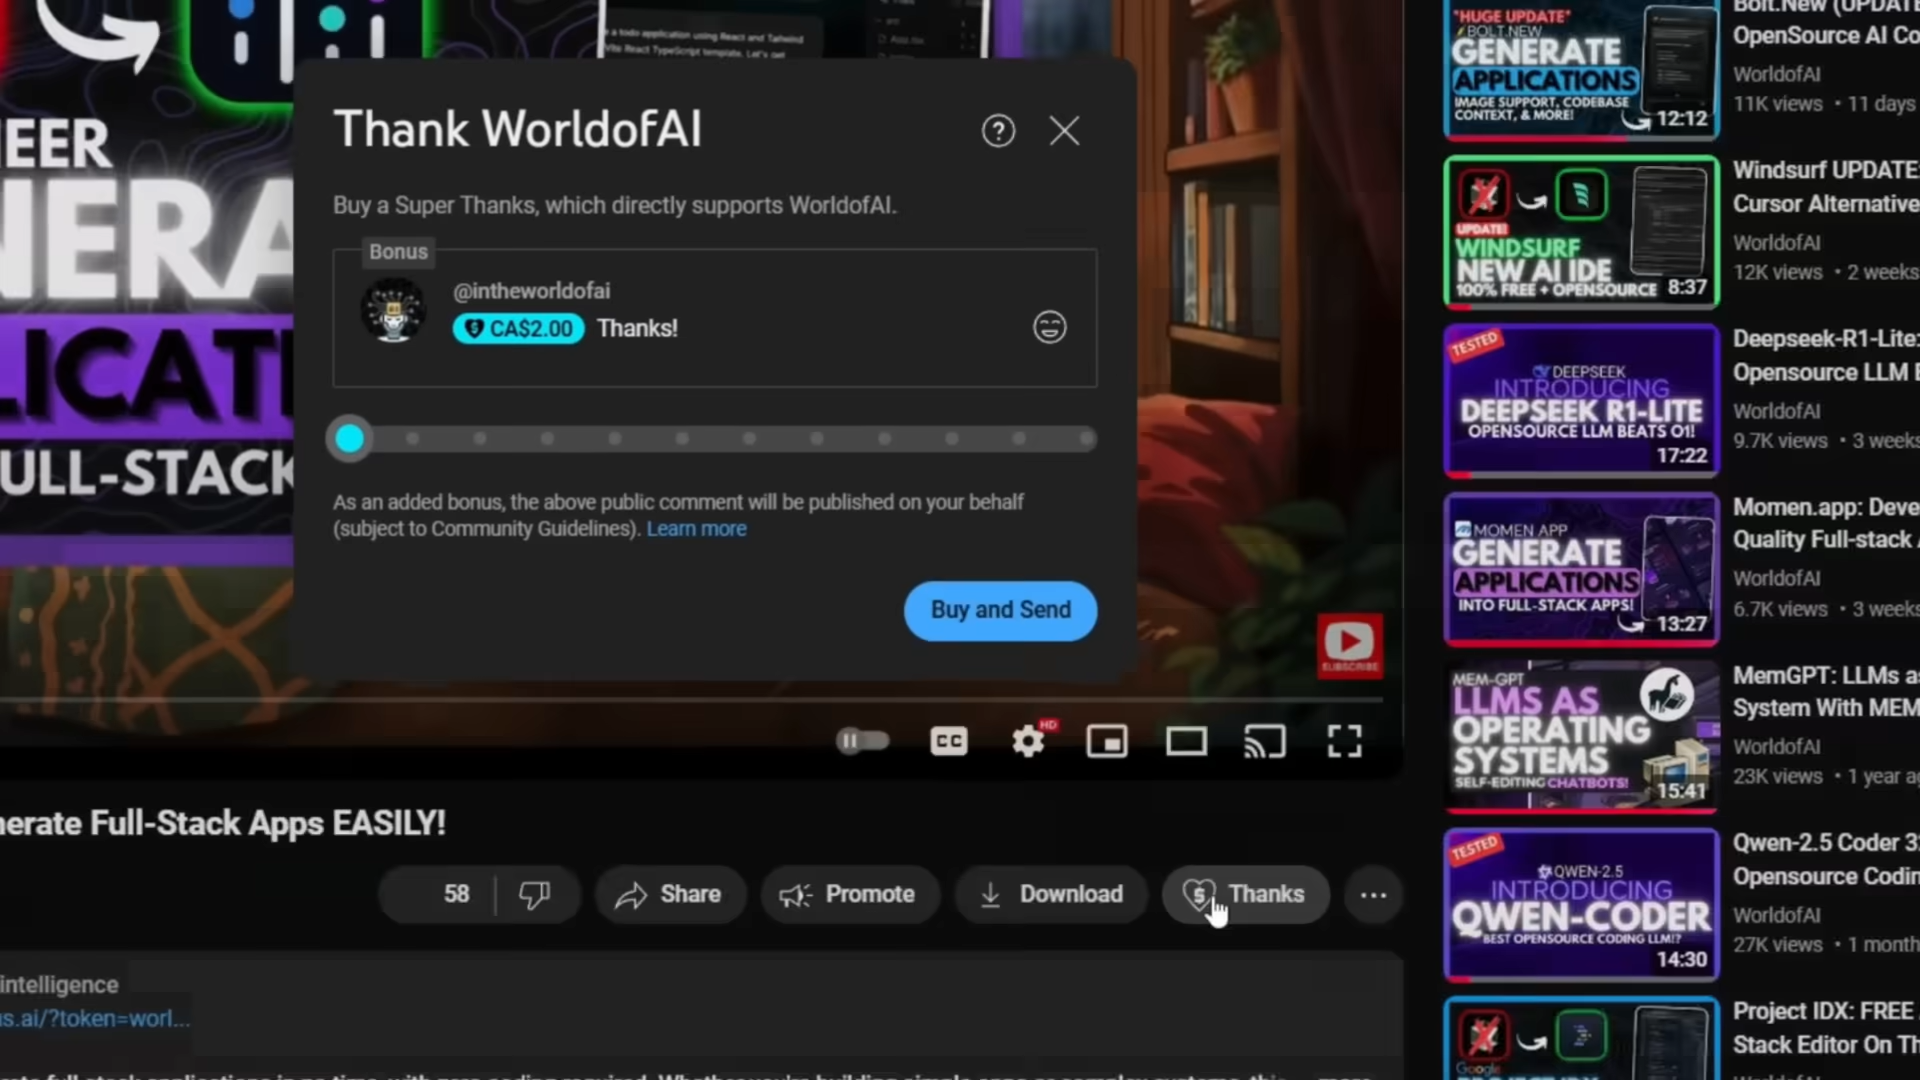 EER
NERA
LICATI
ULL-STACK
Thank WorldofAI
Buy a Super Thanks, which directly supports WorldofAI.
Bonus
@intheworldofai
CA$2.00 Thanks!
As an added bonus, the above public comment will be published on your behalf
(subject to Community Guidelines). Learn more
Buy and Send
SUBSCRIBE
CC
HD
nerate Full-Stack Apps EASILY!
58
Share
Promote
Download
Thanks
intelligence
us.ai/?token=worl...
"HUGE UPDATE"
BOLT.NEW
GENERATE
APPLICATIONS
IMAGE SUPPORT, CODEBASE
CONTEXT, & MORE!
12:12
Bolt.New (UPDATE
OpenSource AI Co
WorldofAI
11K views • 11 days
UPDATE!
WINDSURF
NEW AI IDE
100% FREE + OPENSOURCE
8:37
Windsurf UPDATE:
Cursor Alternative
WorldofAI
12K views • 2 weeks
TESTED
DEEPSEEK
INTRODUCING
DEEPSEEK R1-LITE
OPENSOURCE LLM BEATS O1!
17:22
Deepseek-R1-Lite:
Opensource LLM B
WorldofAI
9.7K views • 3 weeks
MOMEN APP
GENERATE
APPLICATIONS
INTO FULL-STACK APPS!
13:27
Momen.app: Deve
Quality Full-stack
WorldofAI
6.7K views • 3 weeks
MEM-GPT
LLMS AS
OPERATING
SYSTEMS
SELF-EDITING CHATBOTS!
15:41
MemGPT: LLMs as
System With MEM
WorldofAI
23K views • 1 year ag
TESTED
QWEN-2.5
INTRODUCING
QWEN-CODER
BEST OPENSOURCE CODING LLM!?
14:30
Qwen-2.5 Coder 3
Opensource Codin
WorldofAI
27K views • 1 month
Google
Project IDX: FREE
Stack Editor On Th